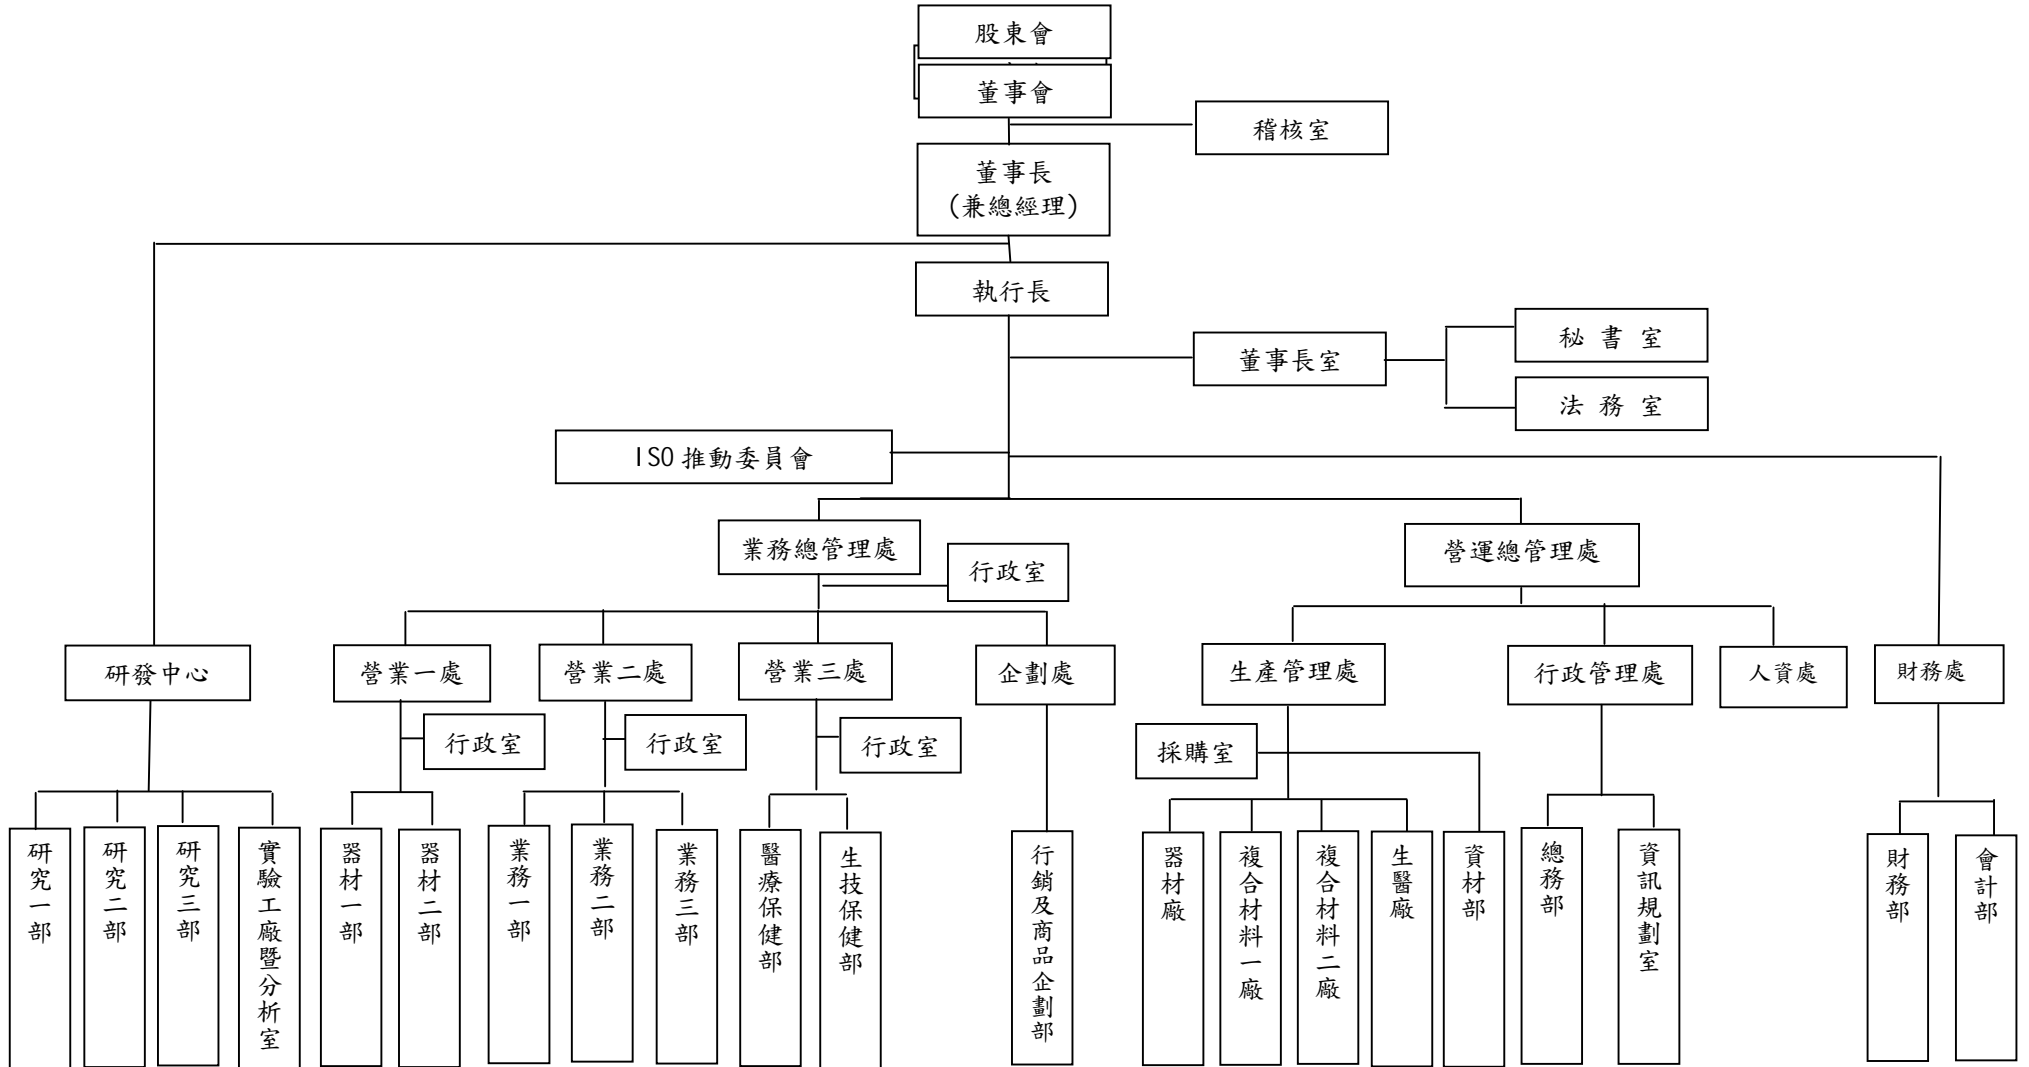 股東會
董事會
稽核室
董事長
(兼總經理)
執行長
董事長室
秘書室
法務室
ISO推動委員會
業務總管理處
行政室
營運總管理處
研發中心
營業一處
營業二處
營業三處
企劃處
生產管理處
行政管理處
人資處
財務處
行政室
行政室
行政室
採購室
研究一部
研究二部
研究三部
實驗工廠暨分析室
器材一部
器材二部
業務一部
業務二部
業務三部
醫療保健部
生技保健部
行銷及商品企劃部
器材廠
複合材料一廠
複合材料二廠
生醫廠
資材部
總務部
資訊規劃室
財務部
會計部